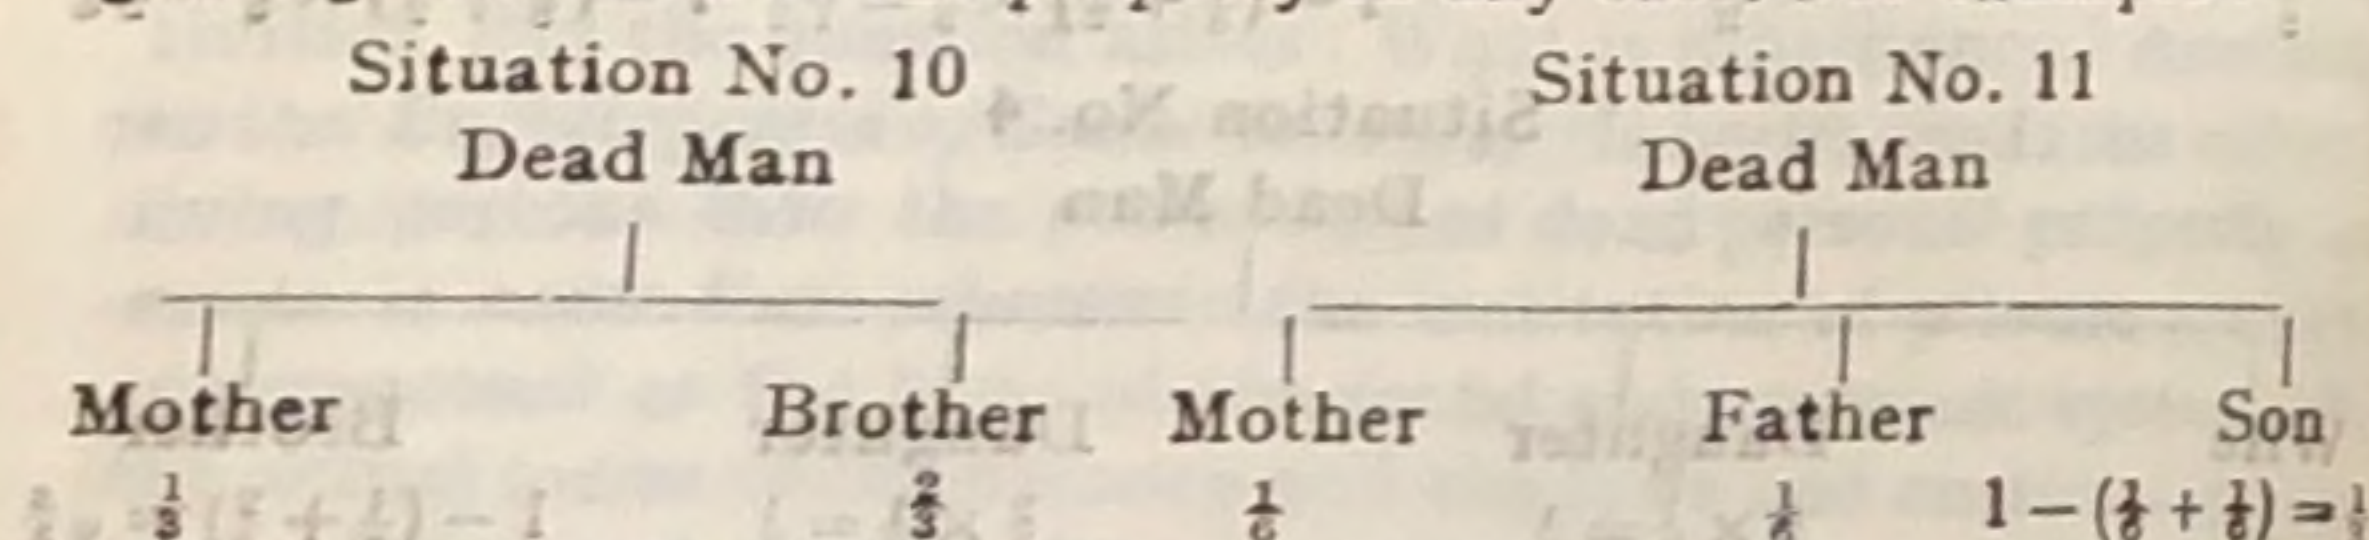 Situation No. 10
Dead Man
Mother Brother
1/3 2/3
Situation No. 11
Dead Man
Mother Father Son
1/6 1/6 1 – (1/6 + 1/6) =